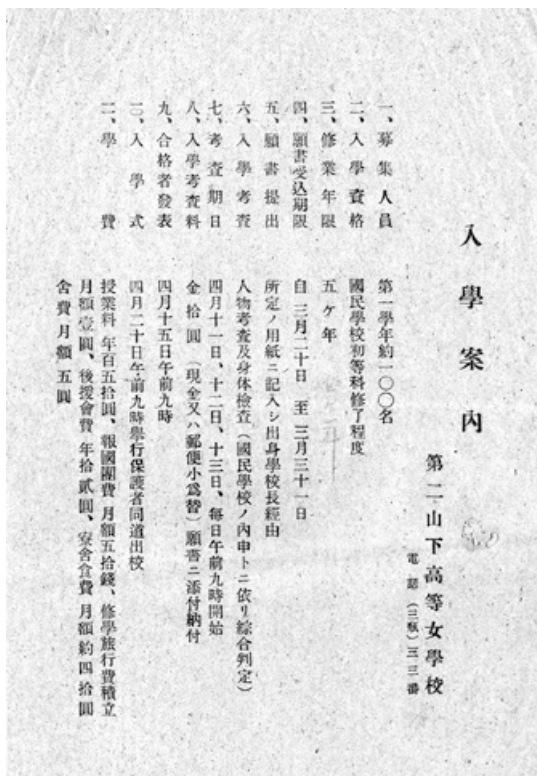 入學案內
第二山下高等女學校
電話（三瓶）三三番
一、募集人員 第一學年約一〇〇名
二、入學資格 國民學校初等科修了程度
三、修業年限 五ケ年
四、願書受込期限 自 三月二十日 至 三月三十一日
五、願書提出 所定ノ用紙ニ記入シ出身學校長經由
六、入學考査 人物考査及身体檢査（國民學校ノ內申トニ依リ綜合判定）
七、考査期日 四月十一日、十二日、十三日、每日午前九時開始
八、入學考査料 金拾圓（現金又ハ郵便小爲替）願書ニ添付納付
九、合格者發表 四月十五日午前九時
一〇、入學式 四月二十日午前九時擧行保護者同道出校
一一、學費 授業料 年百五拾圓、報國團費 月額五拾錢、修學旅行費積立
月額壹圓、後援會費 年拾貳圓、寮舍食費 月額約四拾圓
舍費月額五圓